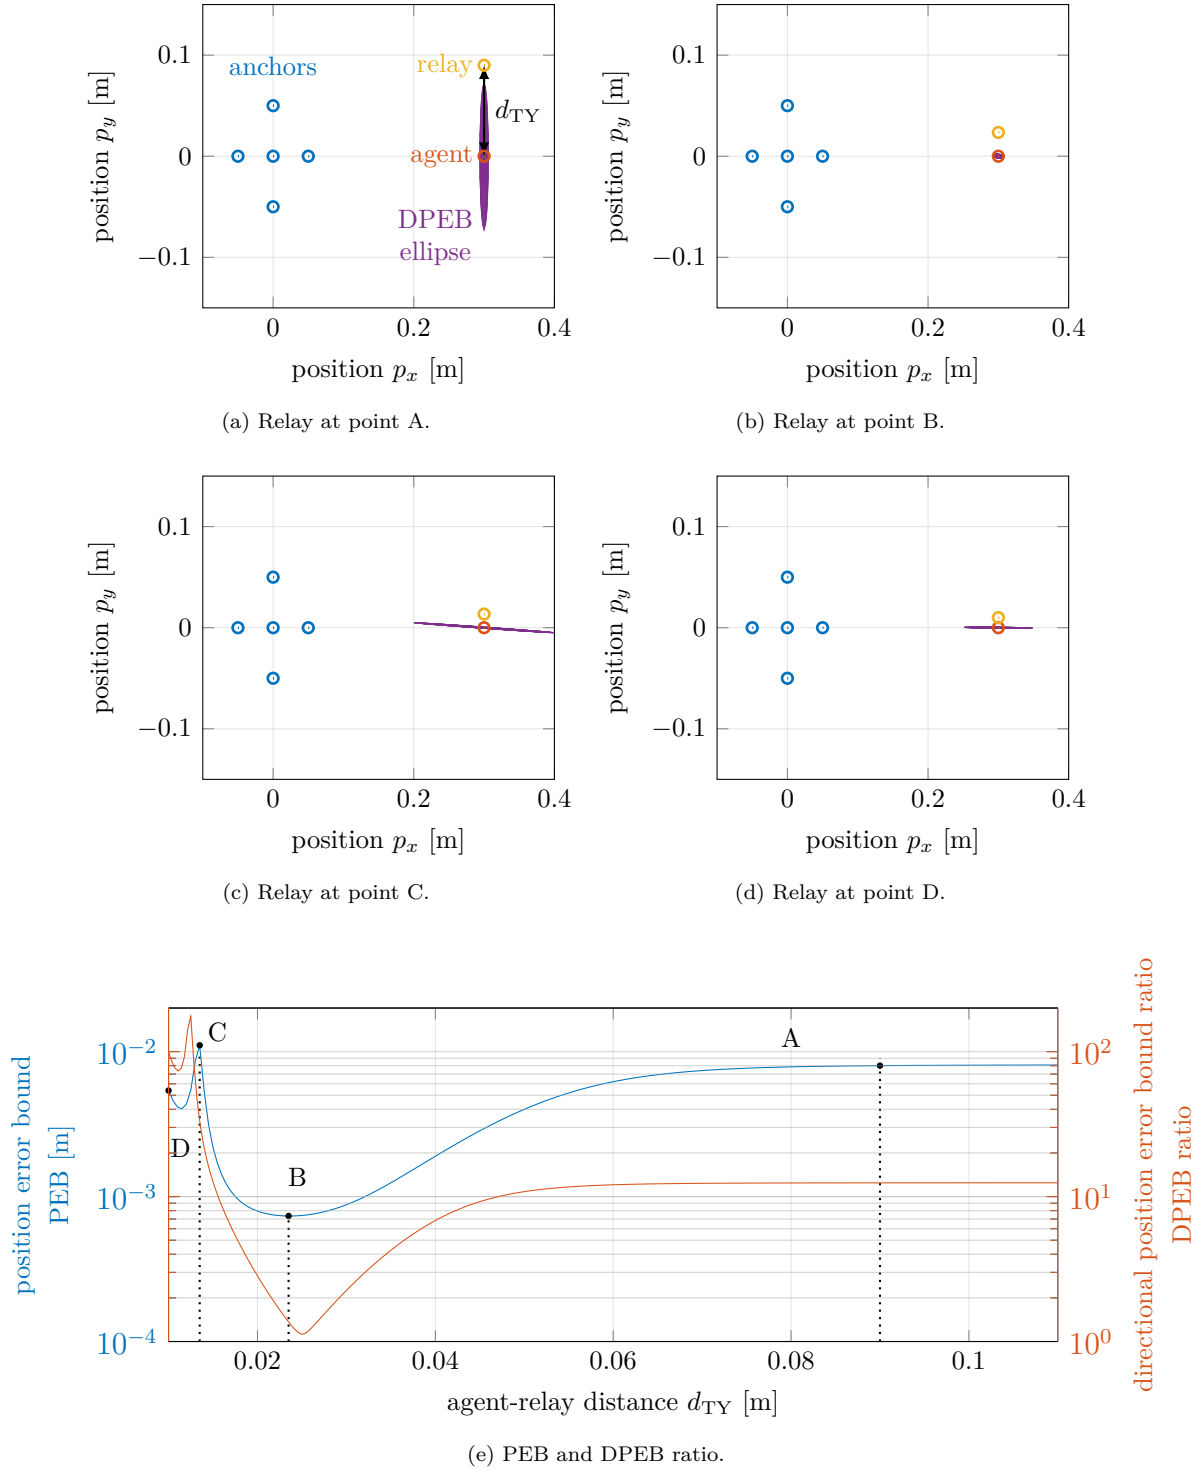 0.1
0
−0.1
position p_y [m]
anchors
relay
d_TY
agent
DPEB
ellipse
0
0.2
0.4
position p_x [m]
(a) Relay at point A.
0.1
0
−0.1
position p_y [m]
0
0.2
0.4
position p_x [m]
(b) Relay at point B.
0.1
0
−0.1
position p_y [m]
0
0.2
0.4
position p_x [m]
(c) Relay at point C.
0.1
0
−0.1
position p_y [m]
0
0.2
0.4
position p_x [m]
(d) Relay at point D.
position error bound
PEB [m]
10^−2
10^−3
10^−4
C
A
D
B
10^2
10^1
10^0
directional position error bound ratio
DPEB ratio
0.02
0.04
0.06
0.08
0.1
agent-relay distance d_TY [m]
(e) PEB and DPEB ratio.